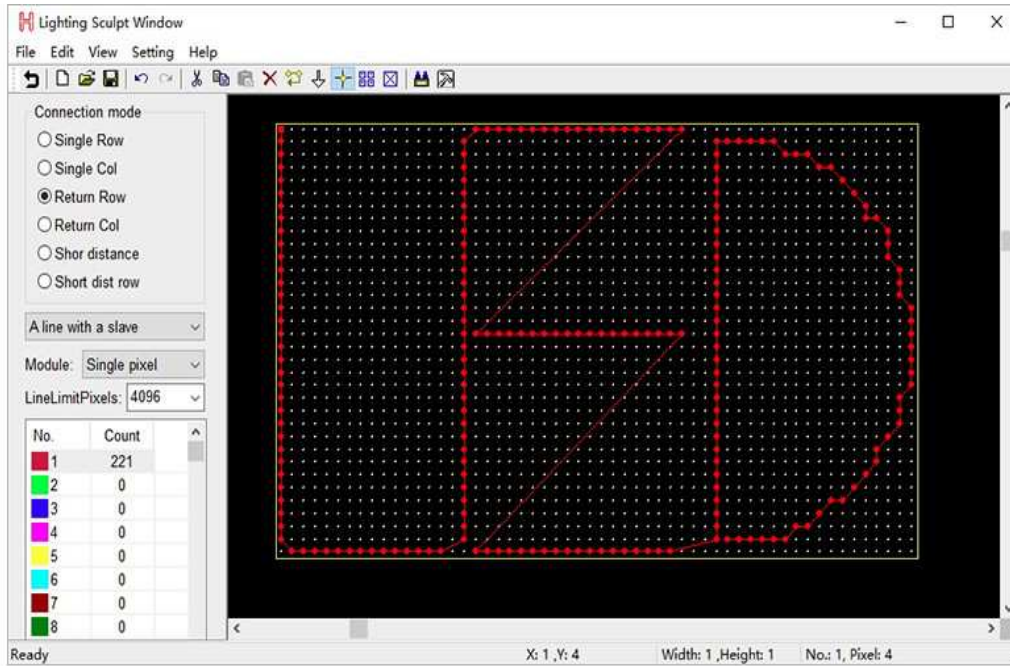 Lighting Sculpt Window
File Edit View Setting Help
Connection mode
Single Row
Single Col
Return Row
Return Col
Shor distance
Short dist row
A line with a slave
Module: Single pixel
LineLimitPixels: 4096
No. Count
1 221
2 0
3 0
4 0
5 0
6 0
7 0
8 0
LED
Ready X: 1 ,Y: 4 Width: 1 ,Height: 1 No.: 1, Pixel: 4